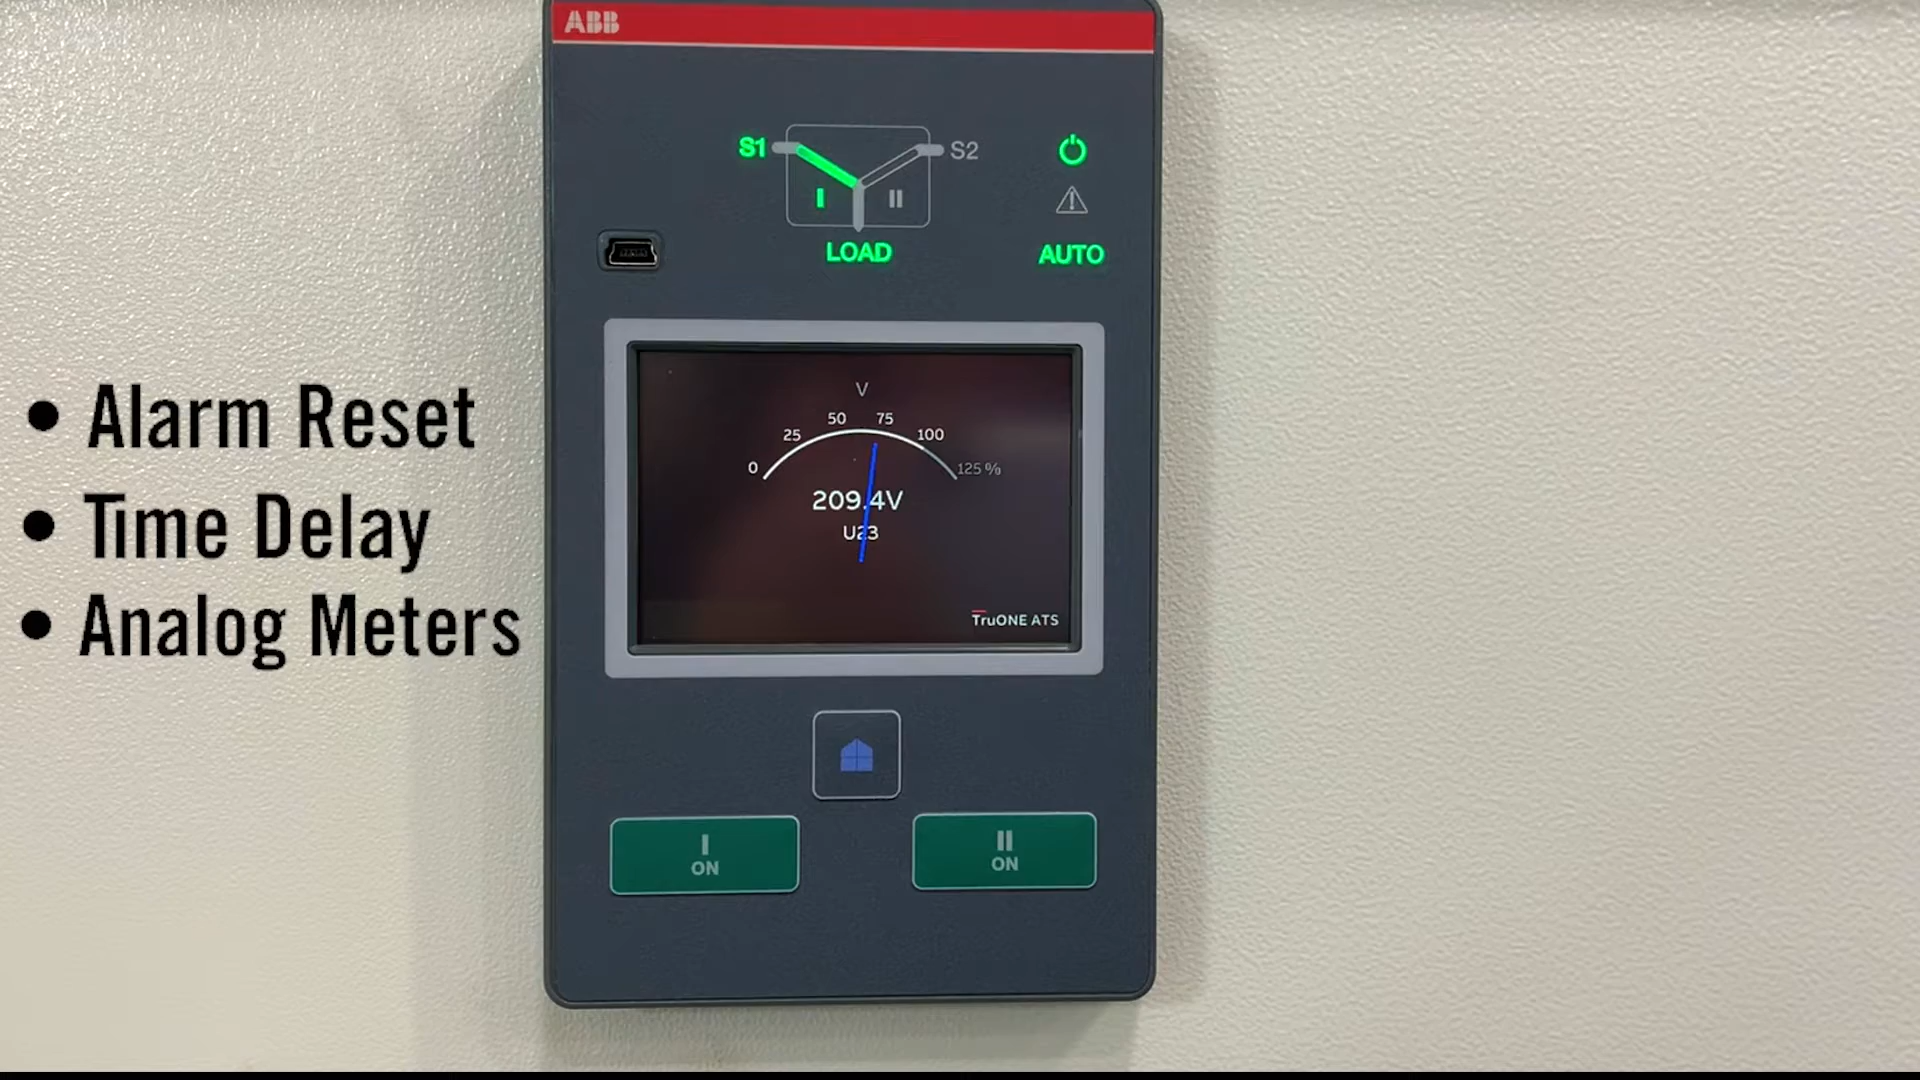 ABB
S1
S2
I
II
LOAD
AUTO
V
50
75
25
100
0
125 %
209.4V
U23
TruONE ATS
I
ON
II
ON
• Alarm Reset
• Time Delay
• Analog Meters